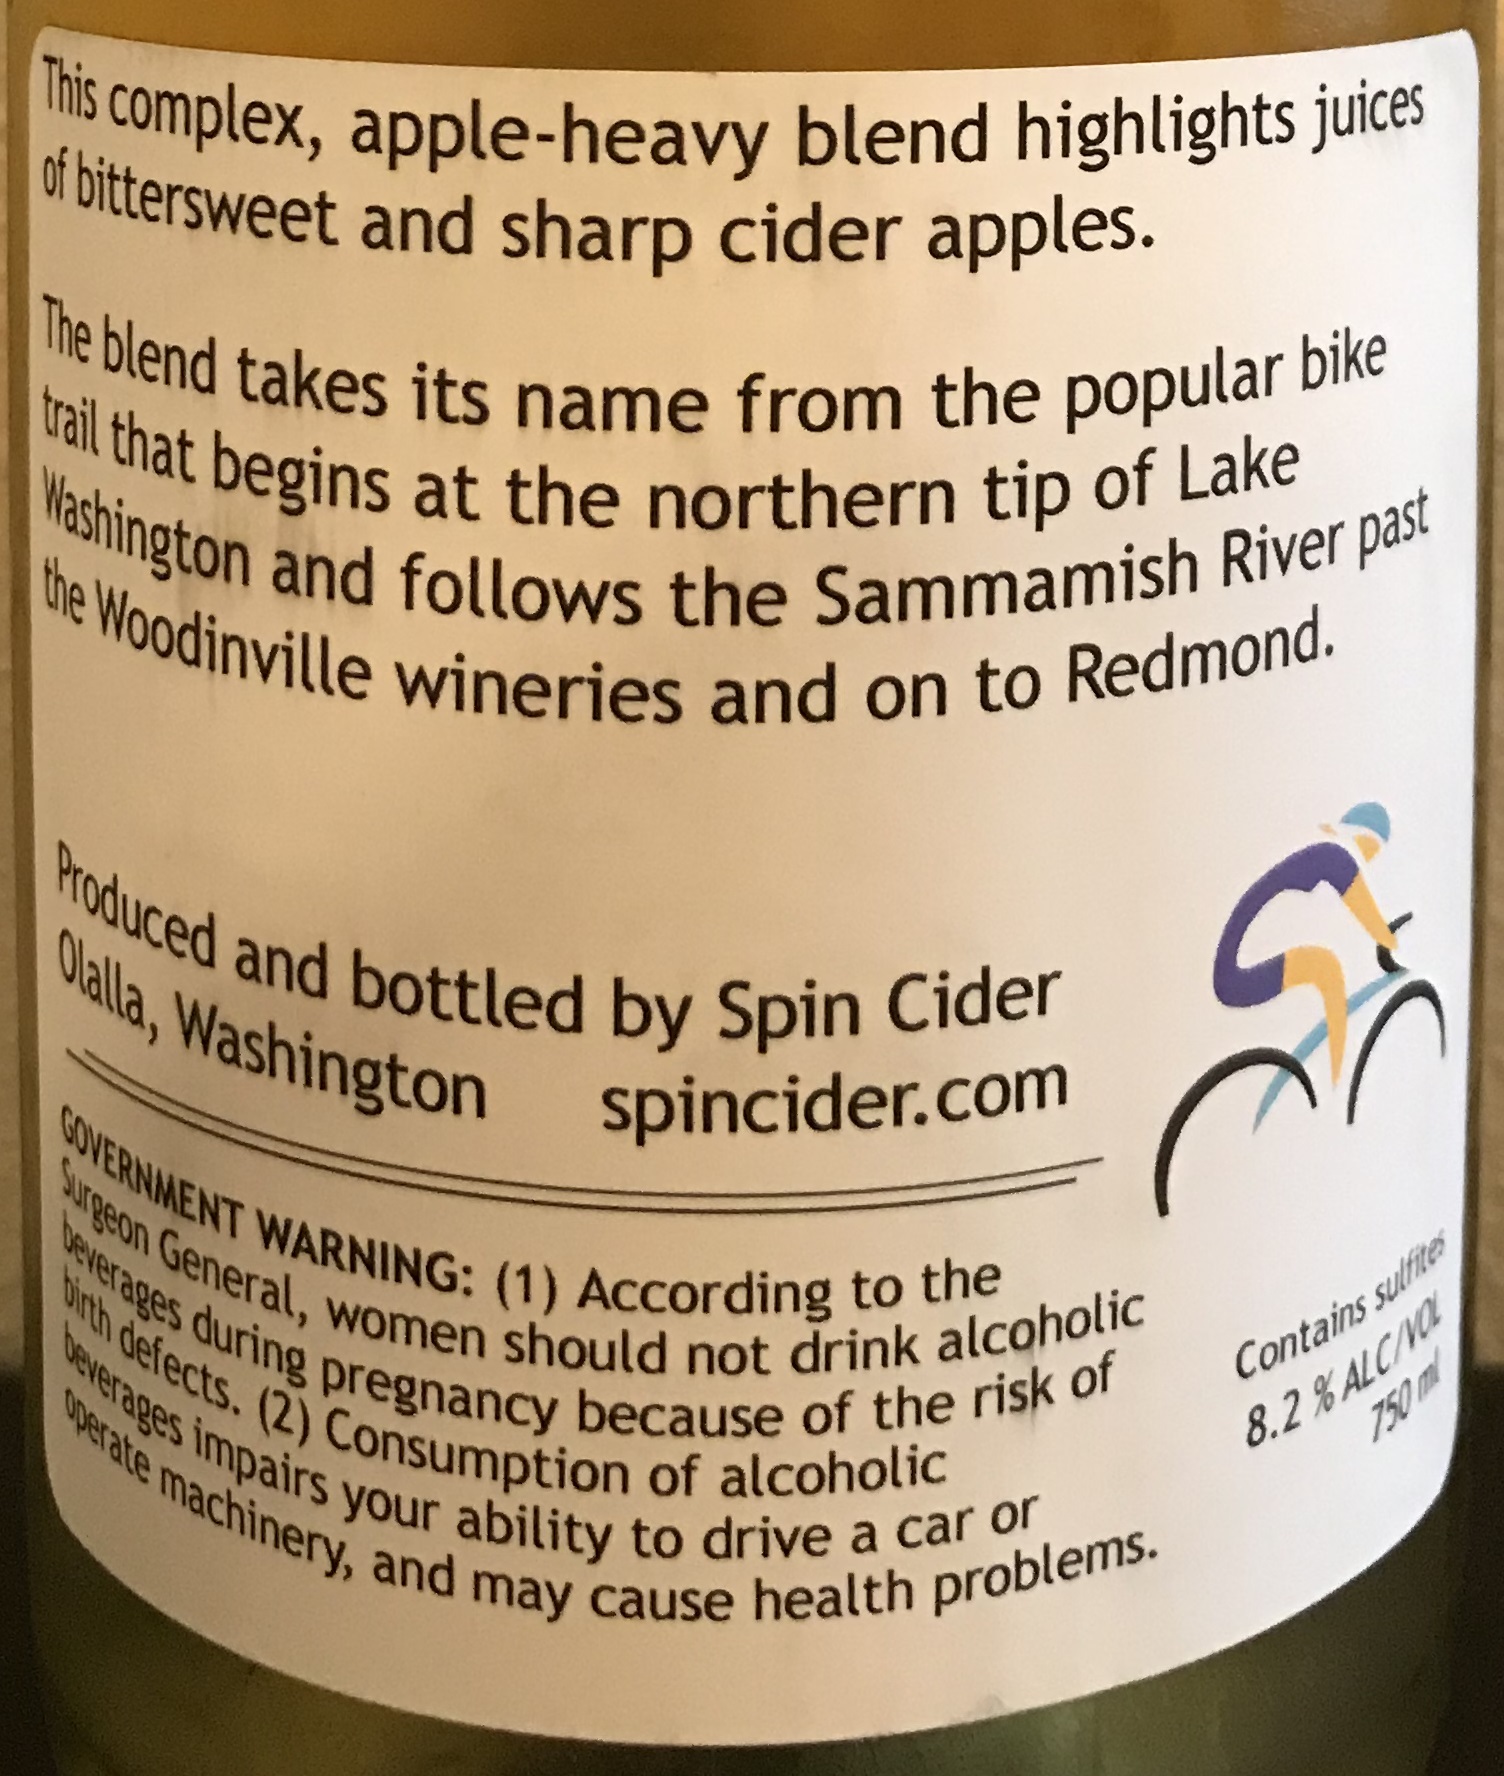 This complex, apple-heavy blend highlights juices
of bittersweet and sharp cider apples.
The blend takes its name from the popular bike
trail that begins at the northern tip of Lake
Washington and follows the Sammamish River past
the Woodinville wineries and on to Redmond.
Produced and bottled by Spin Cider
Olalla, Washington spincider.com
GOVERNMENT WARNING: (1) According to the
Surgeon General, women should not drink alcoholic
beverages during pregnancy because of the risk of
birth defects. (2) Consumption of alcoholic
beverages impairs your ability to drive a car or
operate machinery, and may cause health problems.
Contains sulfites
8.2 % ALC/VOL
750 ml